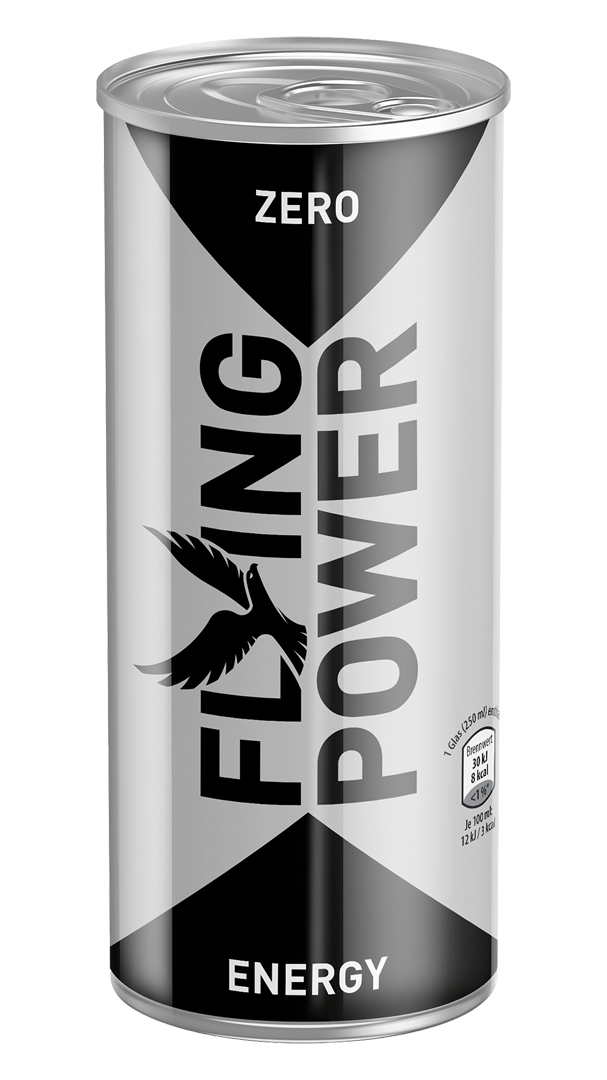 ZERO
FLYING
POWER
ENERGY
1 Glas (250 ml)
Brennwert
30 kJ
8 kcal
<1 %*
Je 100 ml:
12 kJ / 3 kcal